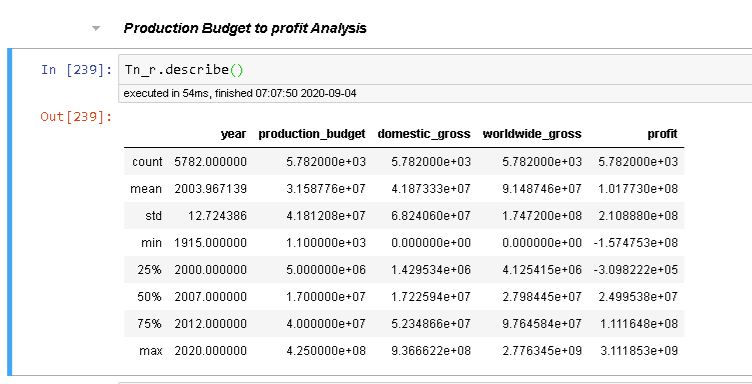 Production Budget to profit Analysis
In [239]: Tn_r.describe()
executed in 54ms, finished 07:07:50 2020-09-04
Out[239]:
year production_budget domestic_gross worldwide_gross profit
count 5782.000000 5.782000e+03 5.782000e+03 5.782000e+03 5.782000e+03
mean 2003.967139 3.158776e+07 4.187333e+07 9.148746e+07 1.017730e+08
std 12.724386 4.181208e+07 6.824060e+07 1.747200e+08 2.108880e+08
min 1915.000000 1.100000e+03 0.000000e+00 0.000000e+00 -1.574753e+08
25% 2000.000000 5.000000e+06 1.429534e+06 4.125415e+06 -3.098222e+05
50% 2007.000000 1.700000e+07 1.722594e+07 2.798445e+07 2.499538e+07
75% 2012.000000 4.000000e+07 5.234866e+07 9.764584e+07 1.111648e+08
max 2020.000000 4.250000e+08 9.366622e+08 2.776345e+09 3.111853e+09